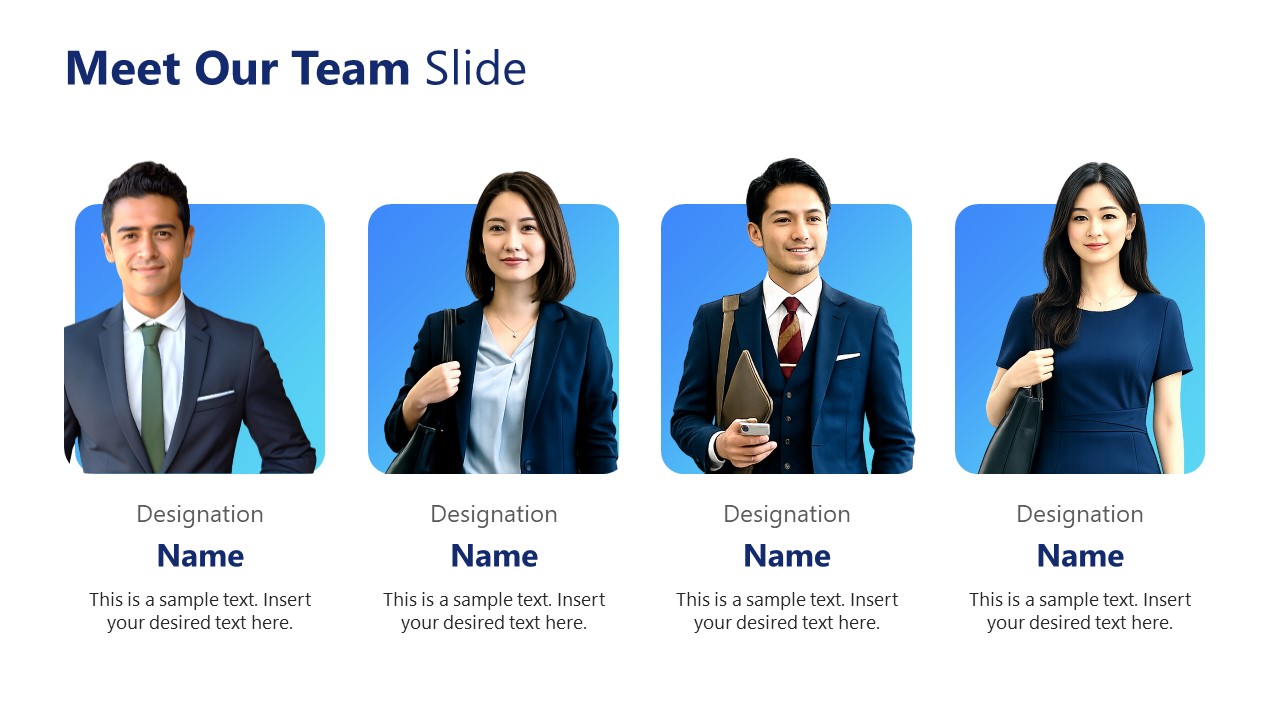 Meet Our Team Slide
Designation
Name
This is a sample text. Insert
your desired text here.
Designation
Name
This is a sample text. Insert
your desired text here.
Designation
Name
This is a sample text. Insert
your desired text here.
Designation
Name
This is a sample text. Insert
your desired text here.